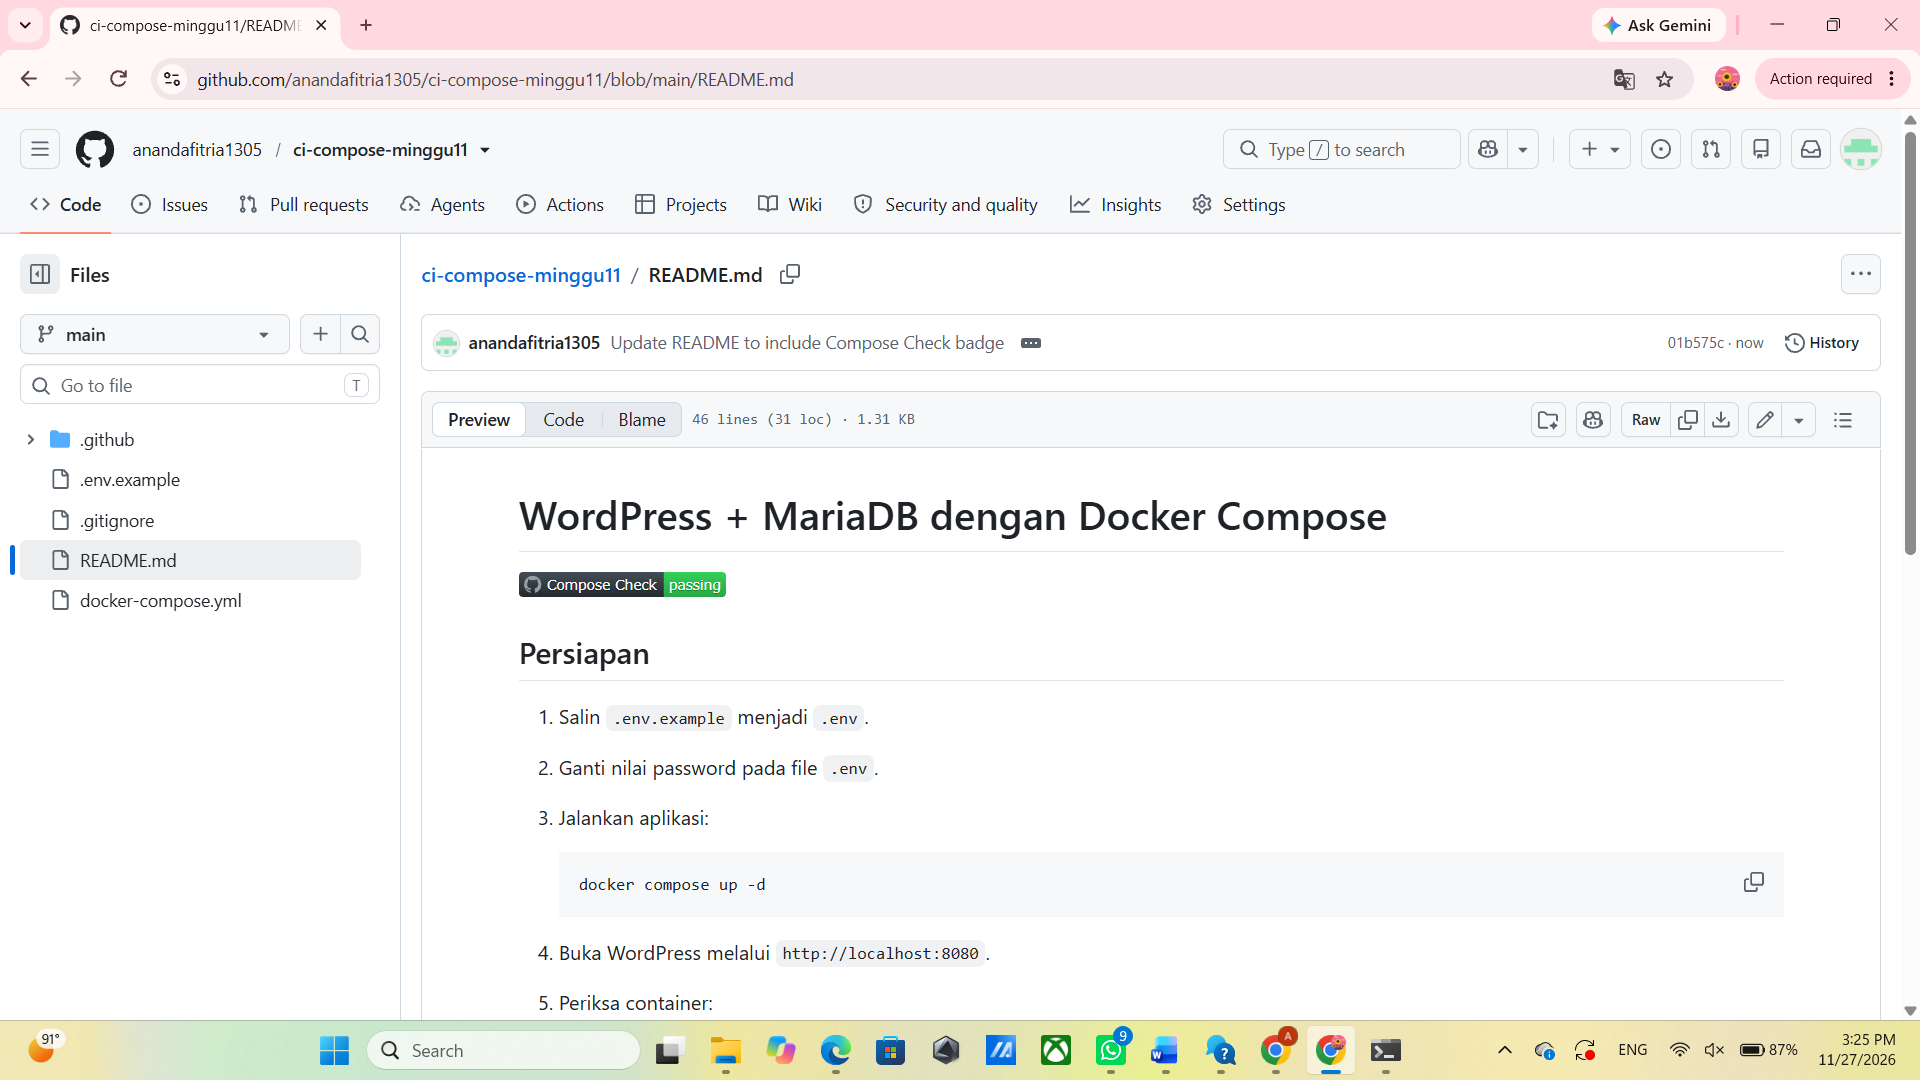 ci-compose-minggu11/README
Ask Gemini
github.com/anandafitria1305/ci-compose-minggu11/blob/main/README.md
Action required
anandafitria1305 / ci-compose-minggu11
Type / to search
Code
Issues
Pull requests
Agents
Actions
Projects
Wiki
Security and quality
Insights
Settings
Files
main
Go to file
T
.github
.env.example
.gitignore
README.md
docker-compose.yml
ci-compose-minggu11 / README.md
anandafitria1305 Update README to include Compose Check badge
01b575c · now
History
Preview
Code
Blame
46 lines (31 loc) · 1.31 KB
Raw
WordPress + MariaDB dengan Docker Compose
Compose Check passing
Persiapan
1. Salin .env.example menjadi .env.
2. Ganti nilai password pada file .env.
3. Jalankan aplikasi:
docker compose up -d
4. Buka WordPress melalui http://localhost:8080.
5. Periksa container:
91°
Search
9
A
ENG
87%
3:25 PM
11/27/2026